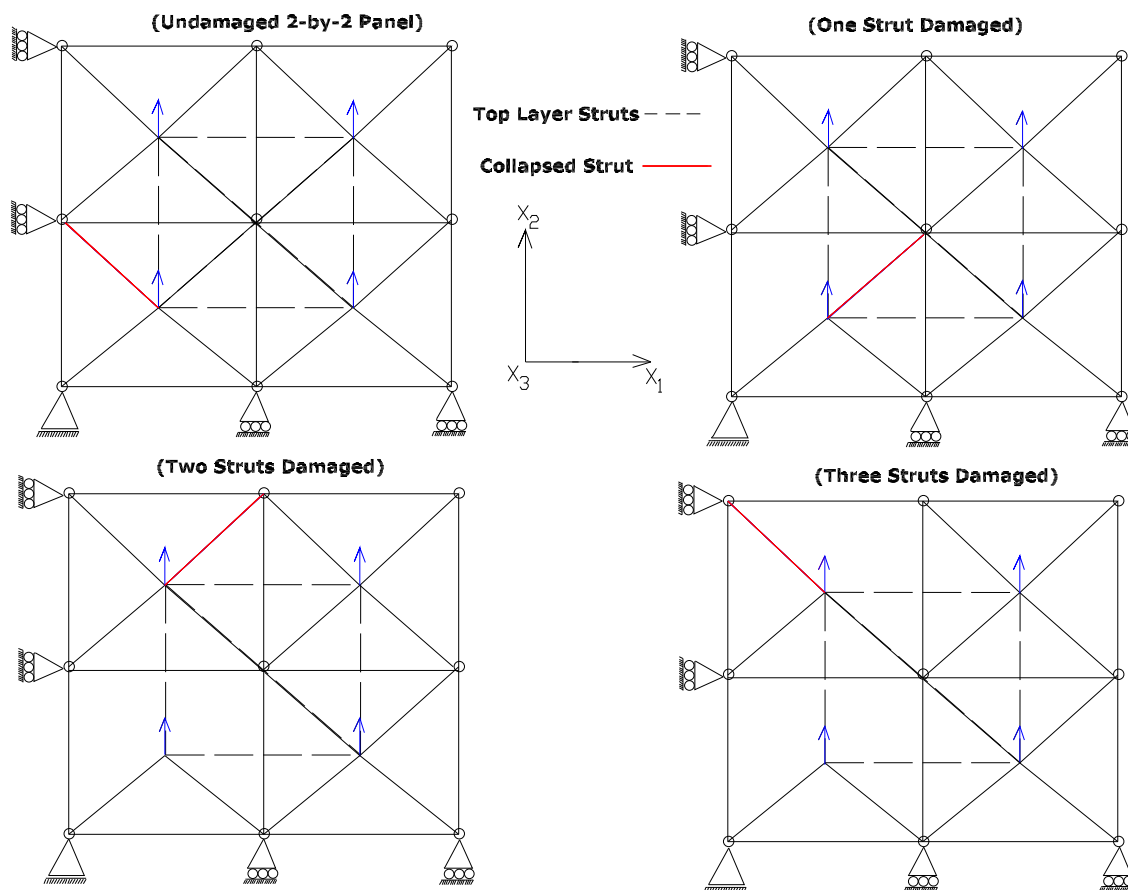 (Undamaged 2-by-2 Panel)
(One Strut Damaged)
Top Layer Struts
Collapsed Strut
X2
X3
X1
(Two Struts Damaged)
(Three Struts Damaged)